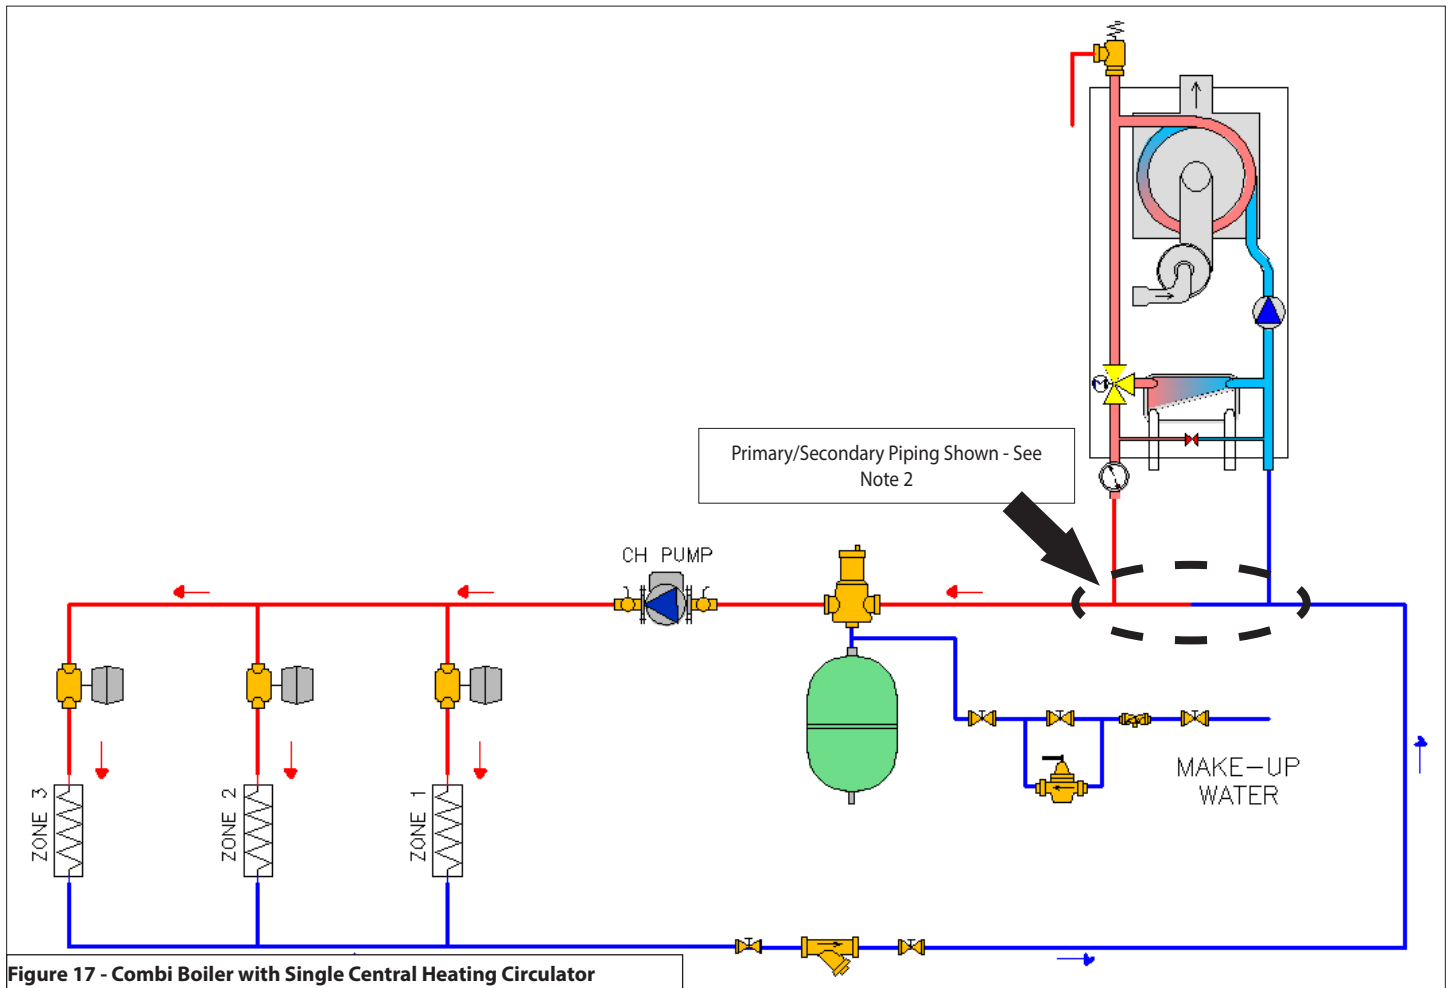 M
Primary/Secondary Piping Shown - See
Note 2
CH PUMP
MAKE-UP
WATER
ZONE 3
ZONE 2
ZONE 1
Figure 17 - Combi Boiler with Single Central Heating Circulator